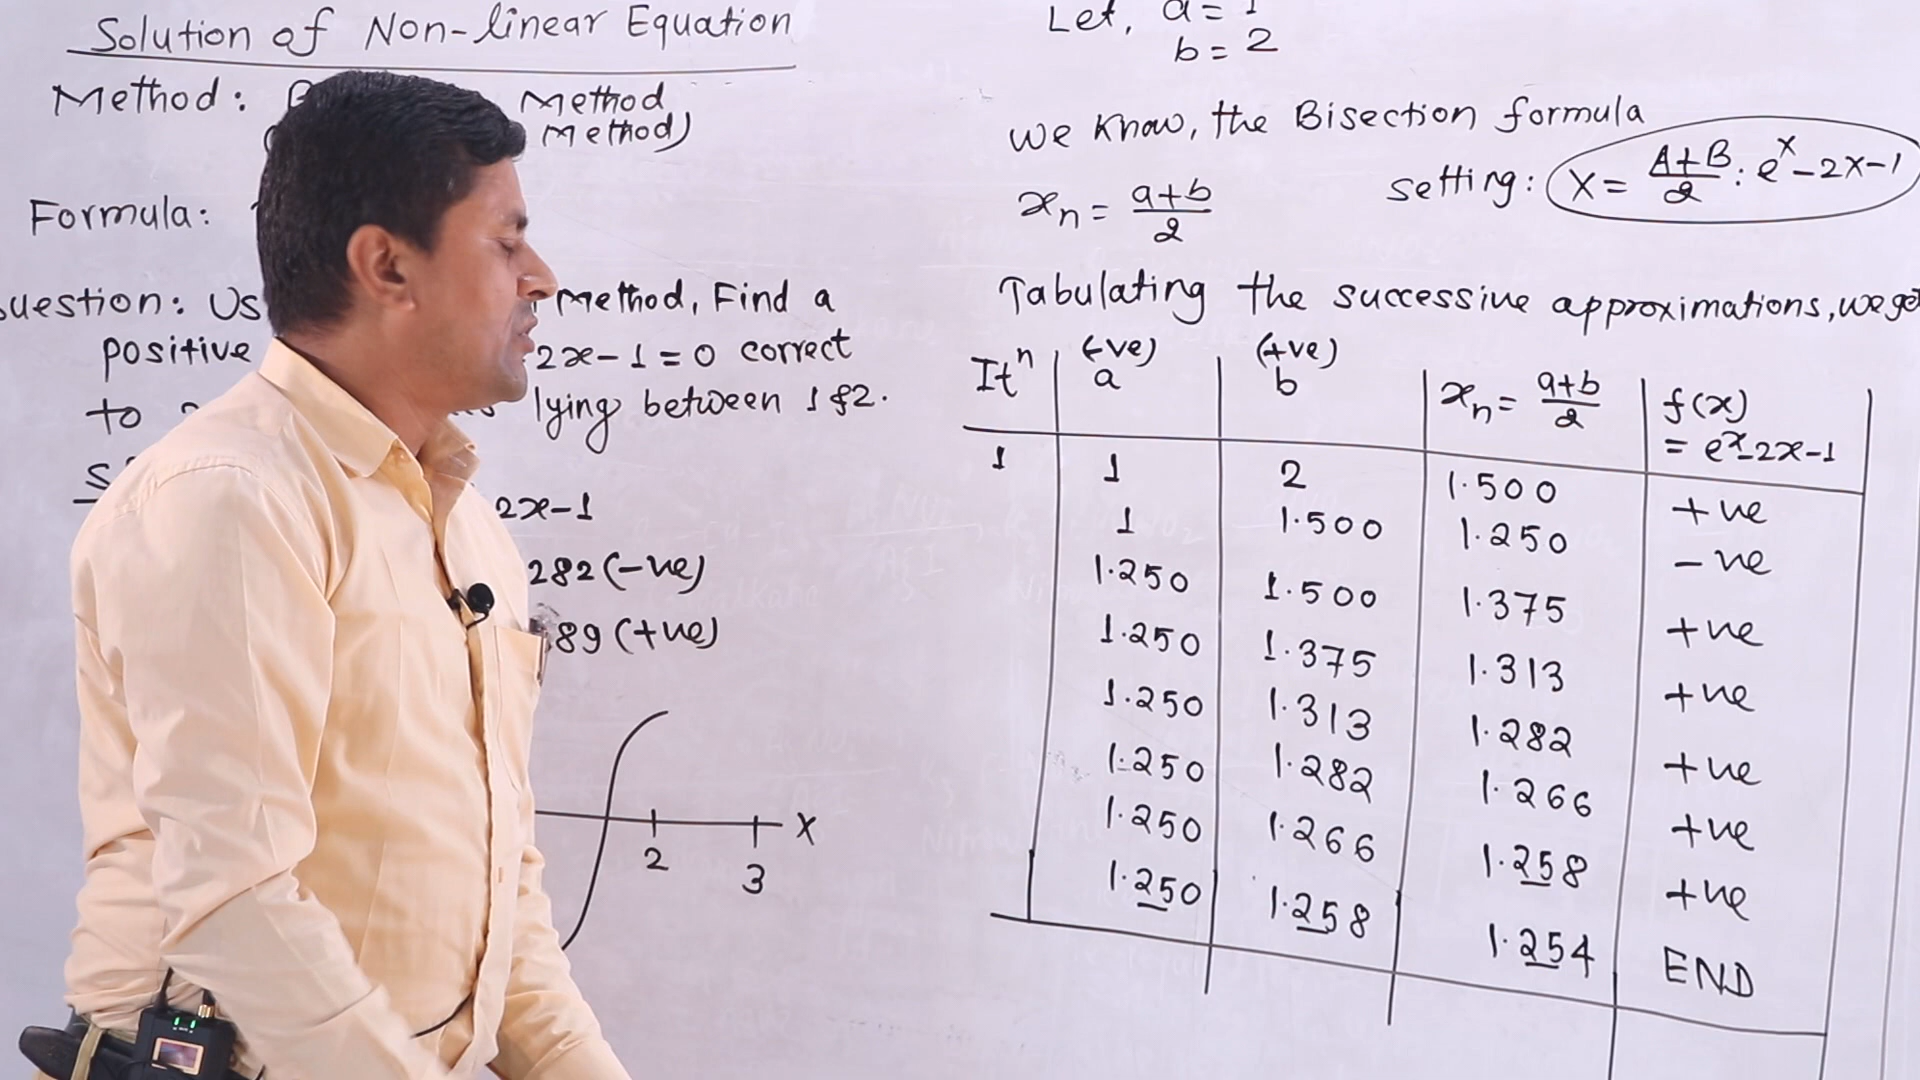 Solution of Non-linear Equation
Method: Method
Method)
Formula:
uestion: Us Method, Find a
positive 2x-1=0 correct
to lying between 1 & 2.
2x-1
282 (-ve)
89 (+ve)
2 3 X
Let, a = 1
b = 2
We Know, the Bisection formula
xn = a+b/2
Setting: X = A+B/2 : e^x - 2X - 1
Tabulating the successive approximations, we get
It^n | (-ve) a | (+ve) b | xn = a+b/2 | f(x) = e^x-2x-1
1 | 1 | 2 | 1.500 | +ve
1 | 1.500 | 1.250 | -ve
1.250 | 1.500 | 1.375 | +ve
1.250 | 1.375 | 1.313 | +ve
1.250 | 1.313 | 1.282 | +ve
1.250 | 1.282 | 1.266 | +ve
1.250 | 1.266 | 1.258 | +ve
1.250 | 1.258 | 1.254 | END